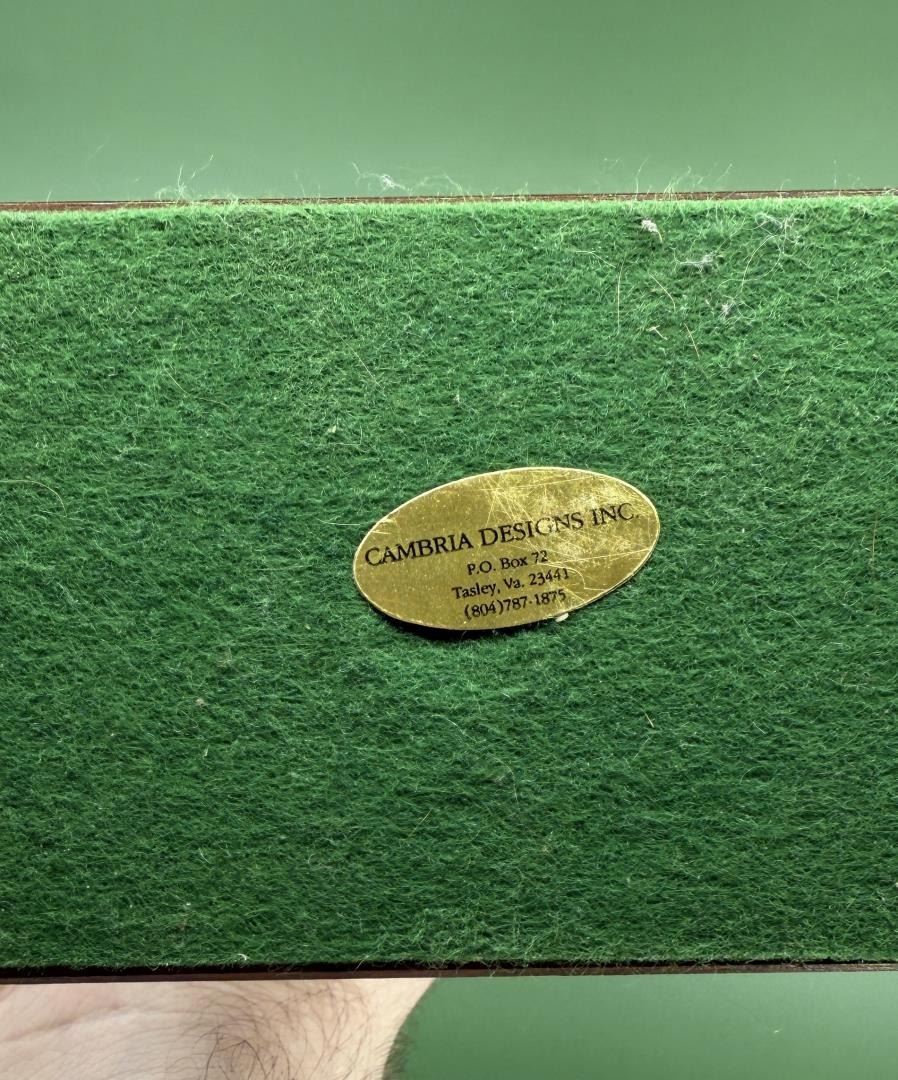 CAMBRIA DESIGNS INC.
P.O. Box 72
Tasley, Va. 23441
(804)787-1875